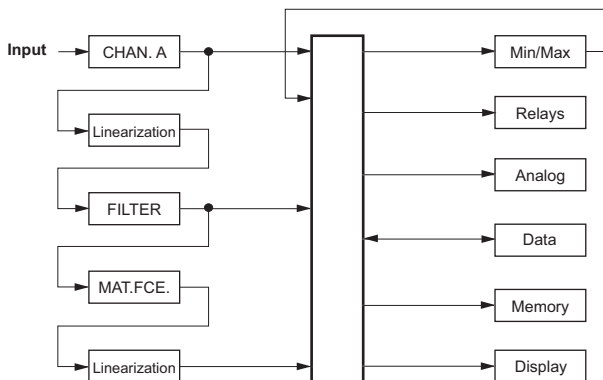 Input
CHAN. A
Linearization
FILTER
MAT.FCE.
Linearization
Min/Max
Relays
Analog
Data
Memory
Display